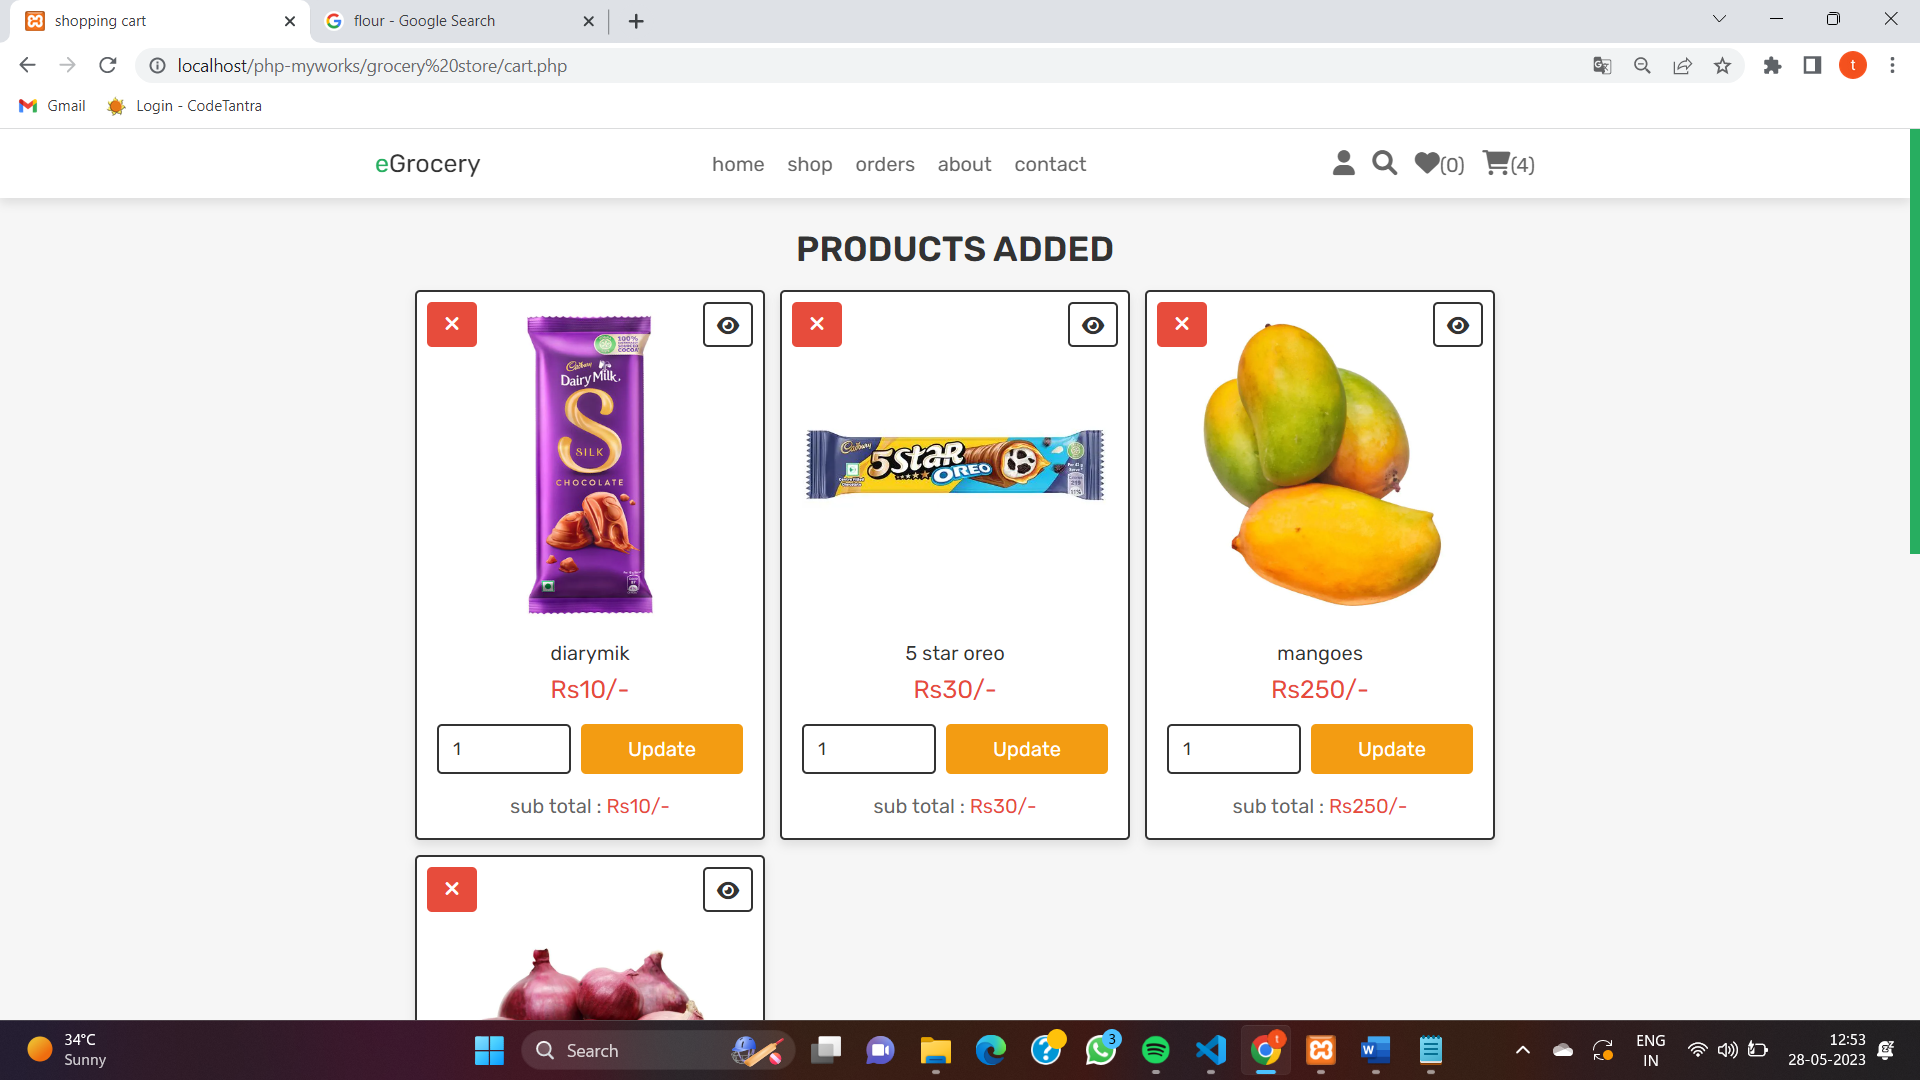 shopping cart
flour - Google Search
localhost/php-myworks/grocery%20store/cart.php
t
Gmail
Login - CodeTantra
eGrocery
home shop orders about contact
(0) (4)
PRODUCTS ADDED
100%
COCOA
Cadbury
Dairy Milk
S
SILK
CHOCOLATE
Cadbury
5STAR
OREO
diarymik
5 star oreo
mangoes
Rs10/-
Rs30/-
Rs250/-
1 Update
1 Update
1 Update
sub total : Rs10/-
sub total : Rs30/-
sub total : Rs250/-
34°C
Sunny
Search
3
t
ENG
IN
12:53
28-05-2023